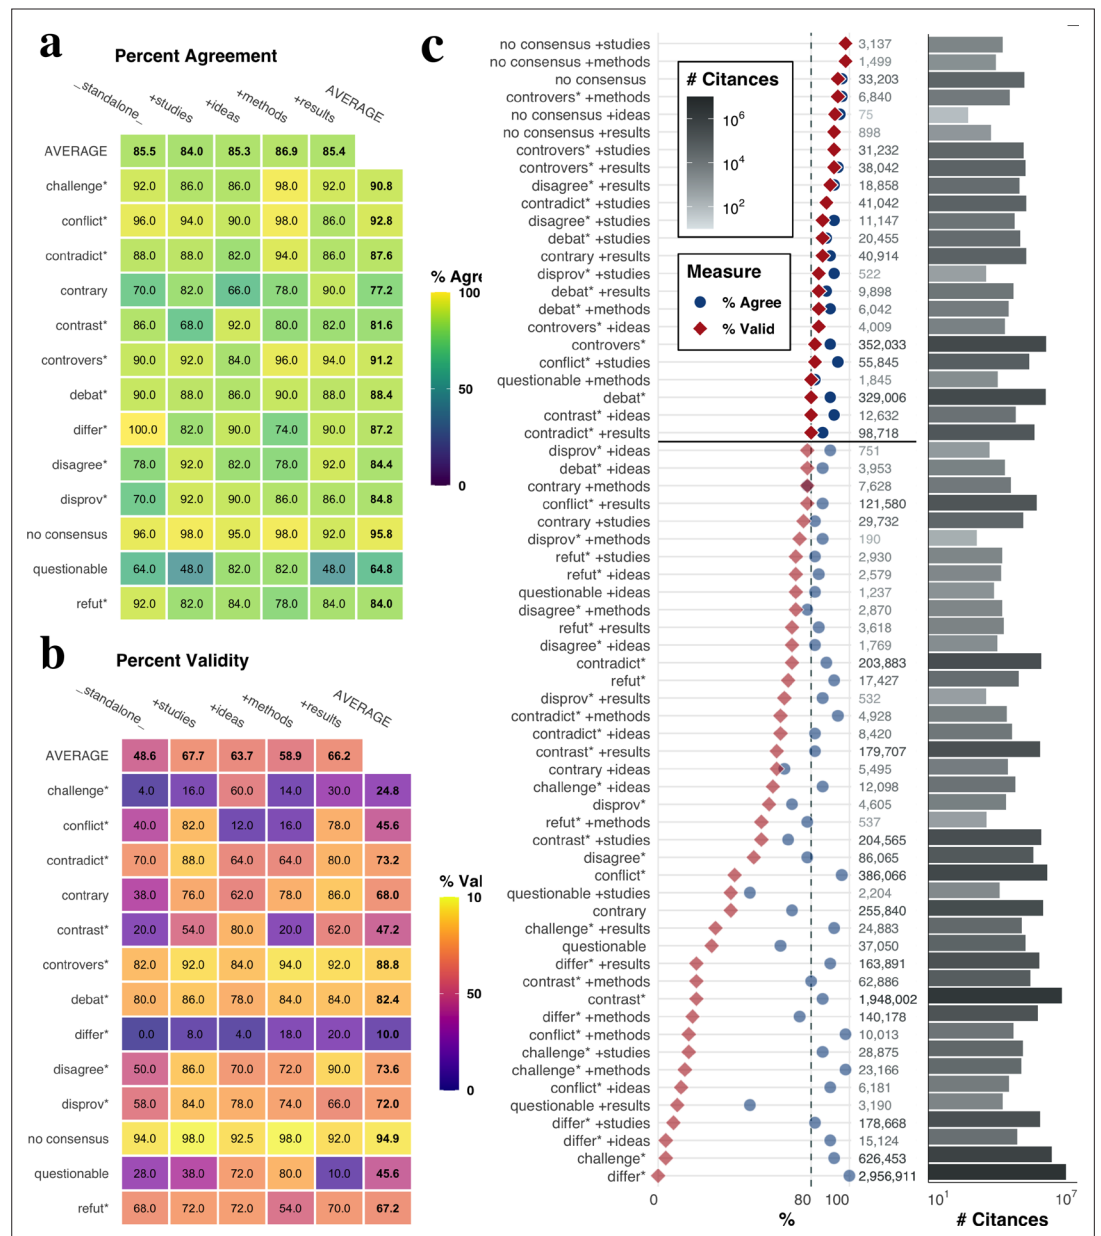 a
Percent Agreement
_standalone_ +studies +ideas +methods +results AVERAGE
AVERAGE 85.5 84.0 85.3 86.9 85.4
challenge* 92.0 86.0 86.0 98.0 92.0 90.8
conflict* 96.0 94.0 90.0 98.0 86.0 92.8
contradict* 88.0 88.0 82.0 94.0 86.0 87.6
contrary 70.0 82.0 66.0 78.0 90.0 77.2
contrast* 86.0 68.0 92.0 80.0 82.0 81.6
controvers* 90.0 92.0 84.0 96.0 94.0 91.2
debat* 90.0 88.0 86.0 90.0 88.0 88.4
differ* 100.0 82.0 90.0 74.0 90.0 87.2
disagree* 78.0 92.0 82.0 78.0 92.0 84.4
disprov* 70.0 92.0 90.0 86.0 86.0 84.8
no consensus 96.0 98.0 95.0 98.0 92.0 95.8
questionable 64.0 48.0 82.0 82.0 48.0 64.8
refut* 92.0 82.0 84.0 78.0 84.0 84.0
% Agre
100
50
0
b
Percent Validity
_standalone_ +studies +ideas +methods +results AVERAGE
AVERAGE 48.6 67.7 63.7 58.9 66.2
challenge* 4.0 16.0 60.0 14.0 30.0 24.8
conflict* 40.0 82.0 12.0 16.0 78.0 45.6
contradict* 70.0 88.0 64.0 64.0 80.0 73.2
contrary 38.0 76.0 62.0 78.0 86.0 68.0
contrast* 20.0 54.0 80.0 20.0 62.0 47.2
controvers* 82.0 92.0 84.0 94.0 92.0 88.8
debat* 80.0 86.0 78.0 84.0 84.0 82.4
differ* 0.0 8.0 4.0 18.0 20.0 10.0
disagree* 50.0 86.0 70.0 72.0 90.0 73.6
disprov* 58.0 84.0 78.0 74.0 66.0 72.0
no consensus 94.0 98.0 92.5 98.0 92.0 94.9
questionable 28.0 38.0 72.0 80.0 10.0 45.6
refut* 68.0 72.0 72.0 54.0 70.0 67.2
% Val
10
50
0
c
no consensus +studies 3,137
no consensus +methods 1,499
no consensus 33,203
controvers* +methods 6,840
no consensus +ideas 75
no consensus +results 898
controvers* +studies 31,232
controvers* +results 38,042
disagree* +results 18,858
contradict* +studies 41,042
disagree* +studies 11,147
debat* +studies 20,455
contrary +results 40,914
disprov* +studies 522
debat* +results 9,898
debat* +methods 6,042
controvers* +ideas 4,009
controvers* 352,033
conflict* +studies 55,845
questionable +methods 1,845
debat* 329,006
contrast* +ideas 12,632
contradict* +results 98,718
disprov* +ideas 751
debat* +ideas 3,953
contrary +methods 7,628
conflict* +results 121,580
contrary +studies 29,732
disprov* +methods 190
refut* +studies 2,930
refut* +ideas 2,579
questionable +ideas 1,237
disagree* +methods 2,870
refut* +results 3,618
disagree* +ideas 1,769
contradict* 203,883
refut* 17,427
disprov* +results 532
contradict* +methods 4,928
contradict* +ideas 8,420
contrast* +results 179,707
contrary +ideas 5,495
challenge* +ideas 12,098
disprov* 4,605
refut* +methods 537
contrast* +studies 204,565
disagree* 86,065
conflict* 386,066
questionable +studies 2,204
contrary 255,840
challenge* +results 24,883
questionable 37,050
differ* +results 163,891
contrast* +methods 62,886
contrast* 1,948,002
differ* +methods 140,178
conflict* +methods 10,013
challenge* +studies 28,875
challenge* +methods 23,166
conflict* +ideas 6,181
questionable +results 3,190
differ* +studies 178,668
differ* +ideas 15,124
challenge* 626,453
differ* 2,956,911
# Citances
10⁶
10⁴
10²
Measure
% Agree
% Valid
0 80 100 10¹ 10⁷
% # Citances